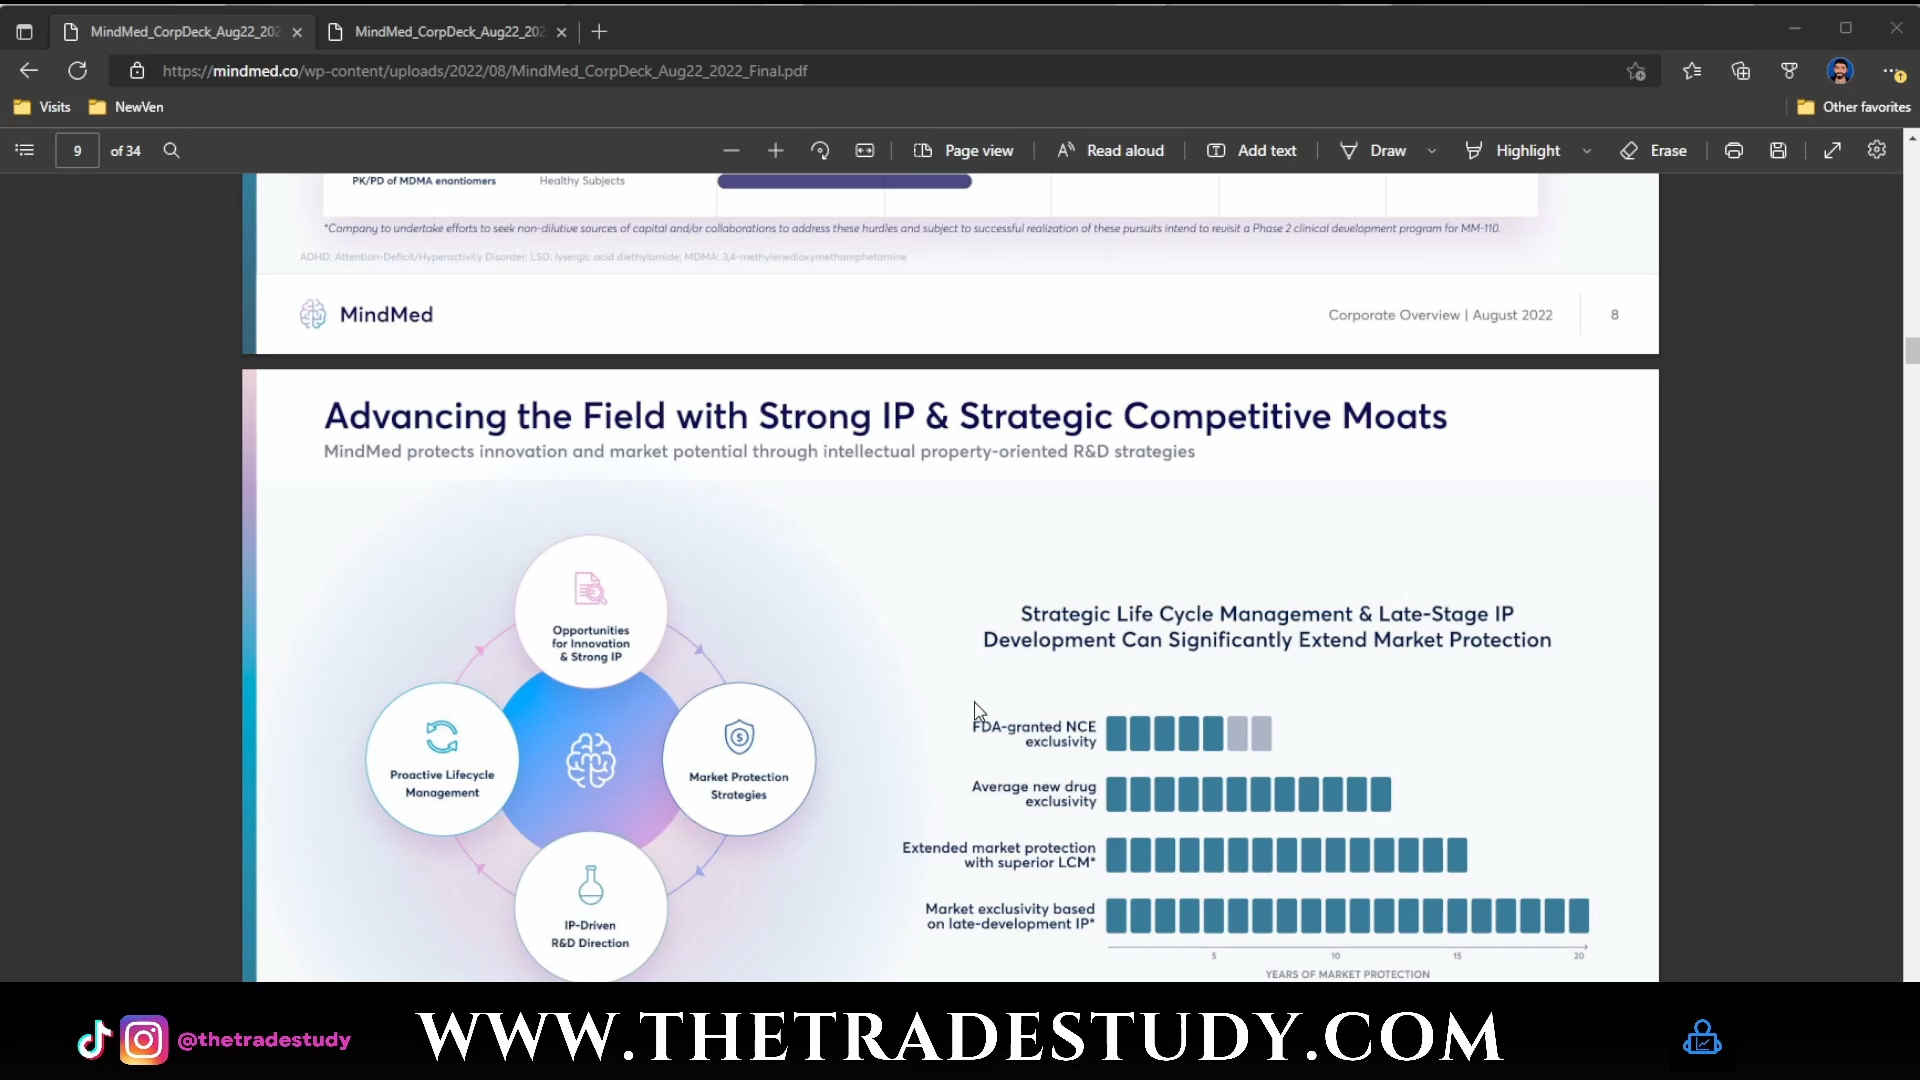 MindMed_CorpDeck_Aug22_202
MindMed_CorpDeck_Aug22_202
https://mindmed.co/wp-content/uploads/2022/08/MindMed_CorpDeck_Aug22_2022_Final.pdf
Visits
NewVen
Other favorites
9
of 34
Page view
Read aloud
Add text
Draw
Highlight
Erase
PK/PD of MDMA enantiomers
Healthy Subjects
*Company to undertake efforts to seek non-dilutive sources of capital and/or collaborations to address these hurdles and subject to successful realization of these pursuits intend to revisit a Phase 2 clinical development program for MM-110.
ADHD: Attention-Deficit/Hyperactivity Disorder; LSD: lysergic acid diethylamide; MDMA: 3,4-methylenedioxymethamphetamine
MindMed
Corporate Overview | August 2022
8
Advancing the Field with Strong IP & Strategic Competitive Moats
MindMed protects innovation and market potential through intellectual property-oriented R&D strategies
Opportunities
for Innovation
& Strong IP
Proactive Lifecycle
Management
Market Protection
Strategies
IP-Driven
R&D Direction
Strategic Life Cycle Management & Late-Stage IP
Development Can Significantly Extend Market Protection
FDA-granted NCE
exclusivity
Average new drug
exclusivity
Extended market protection
with superior LCM*
Market exclusivity based
on late-development IP*
5
10
15
20
YEARS OF MARKET PROTECTION
@thetradestudy
WWW.THETRADESTUDY.COM